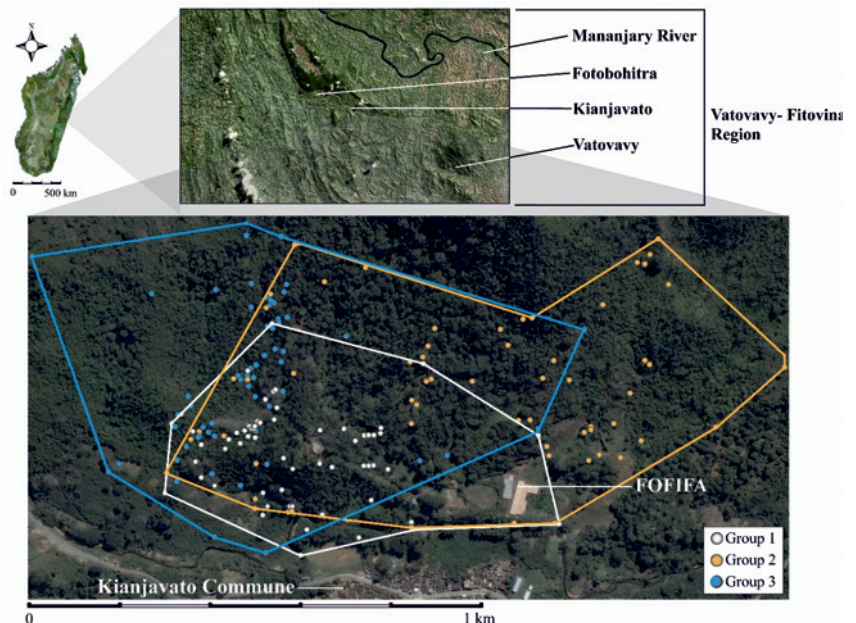 N
0 500 km
Mananjary River
Fotobohitra
Kianjavato
Vatovavy
Vatovavy- Fitovina
Region
FOFIFA
Group 1
Group 2
Group 3
Kianjavato Commune
0 1 km